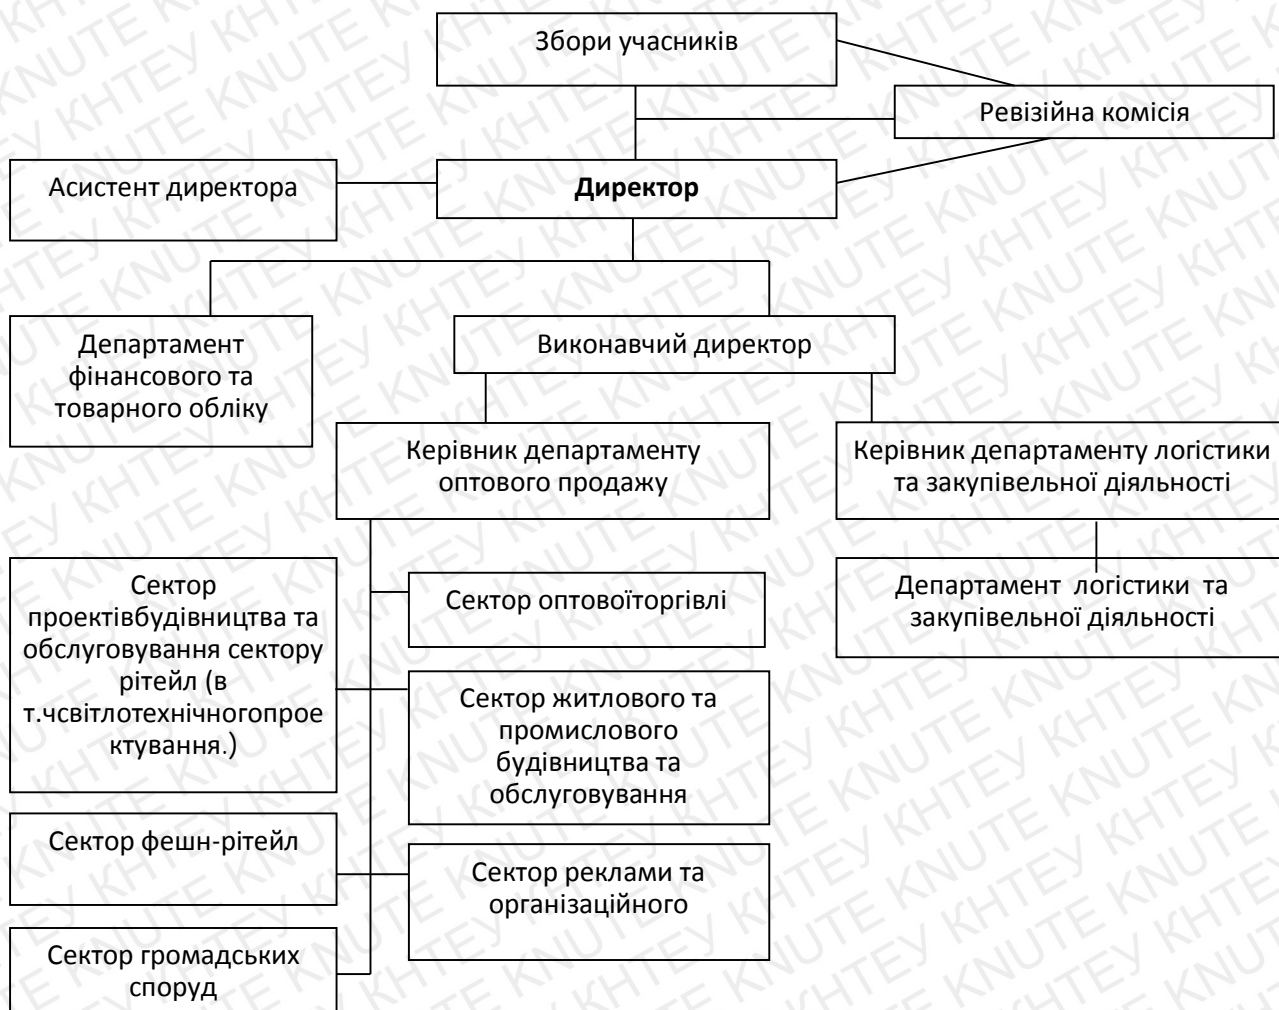 Збори учасників
Ревізійна комісія
Асистент директора
Директор
Департамент
фінансового та
товарного обліку
Виконавчий директор
Керівник департаменту
оптового продажу
Керівник департаменту логістики
та закупівельної діяльності
Сектор
проектівбудівництва та
обслуговування сектору
рітейл (в
т.чсвітлотехнічногопрое
ктування.)
Сектор оптовоїторгівлі
Департамент логістики та
закупівельної діяльності
Сектор житлового та
промислового
будівництва та
обслуговування
Сектор фешн-рітейл
Сектор реклами та
організаційного
Сектор громадських
споруд